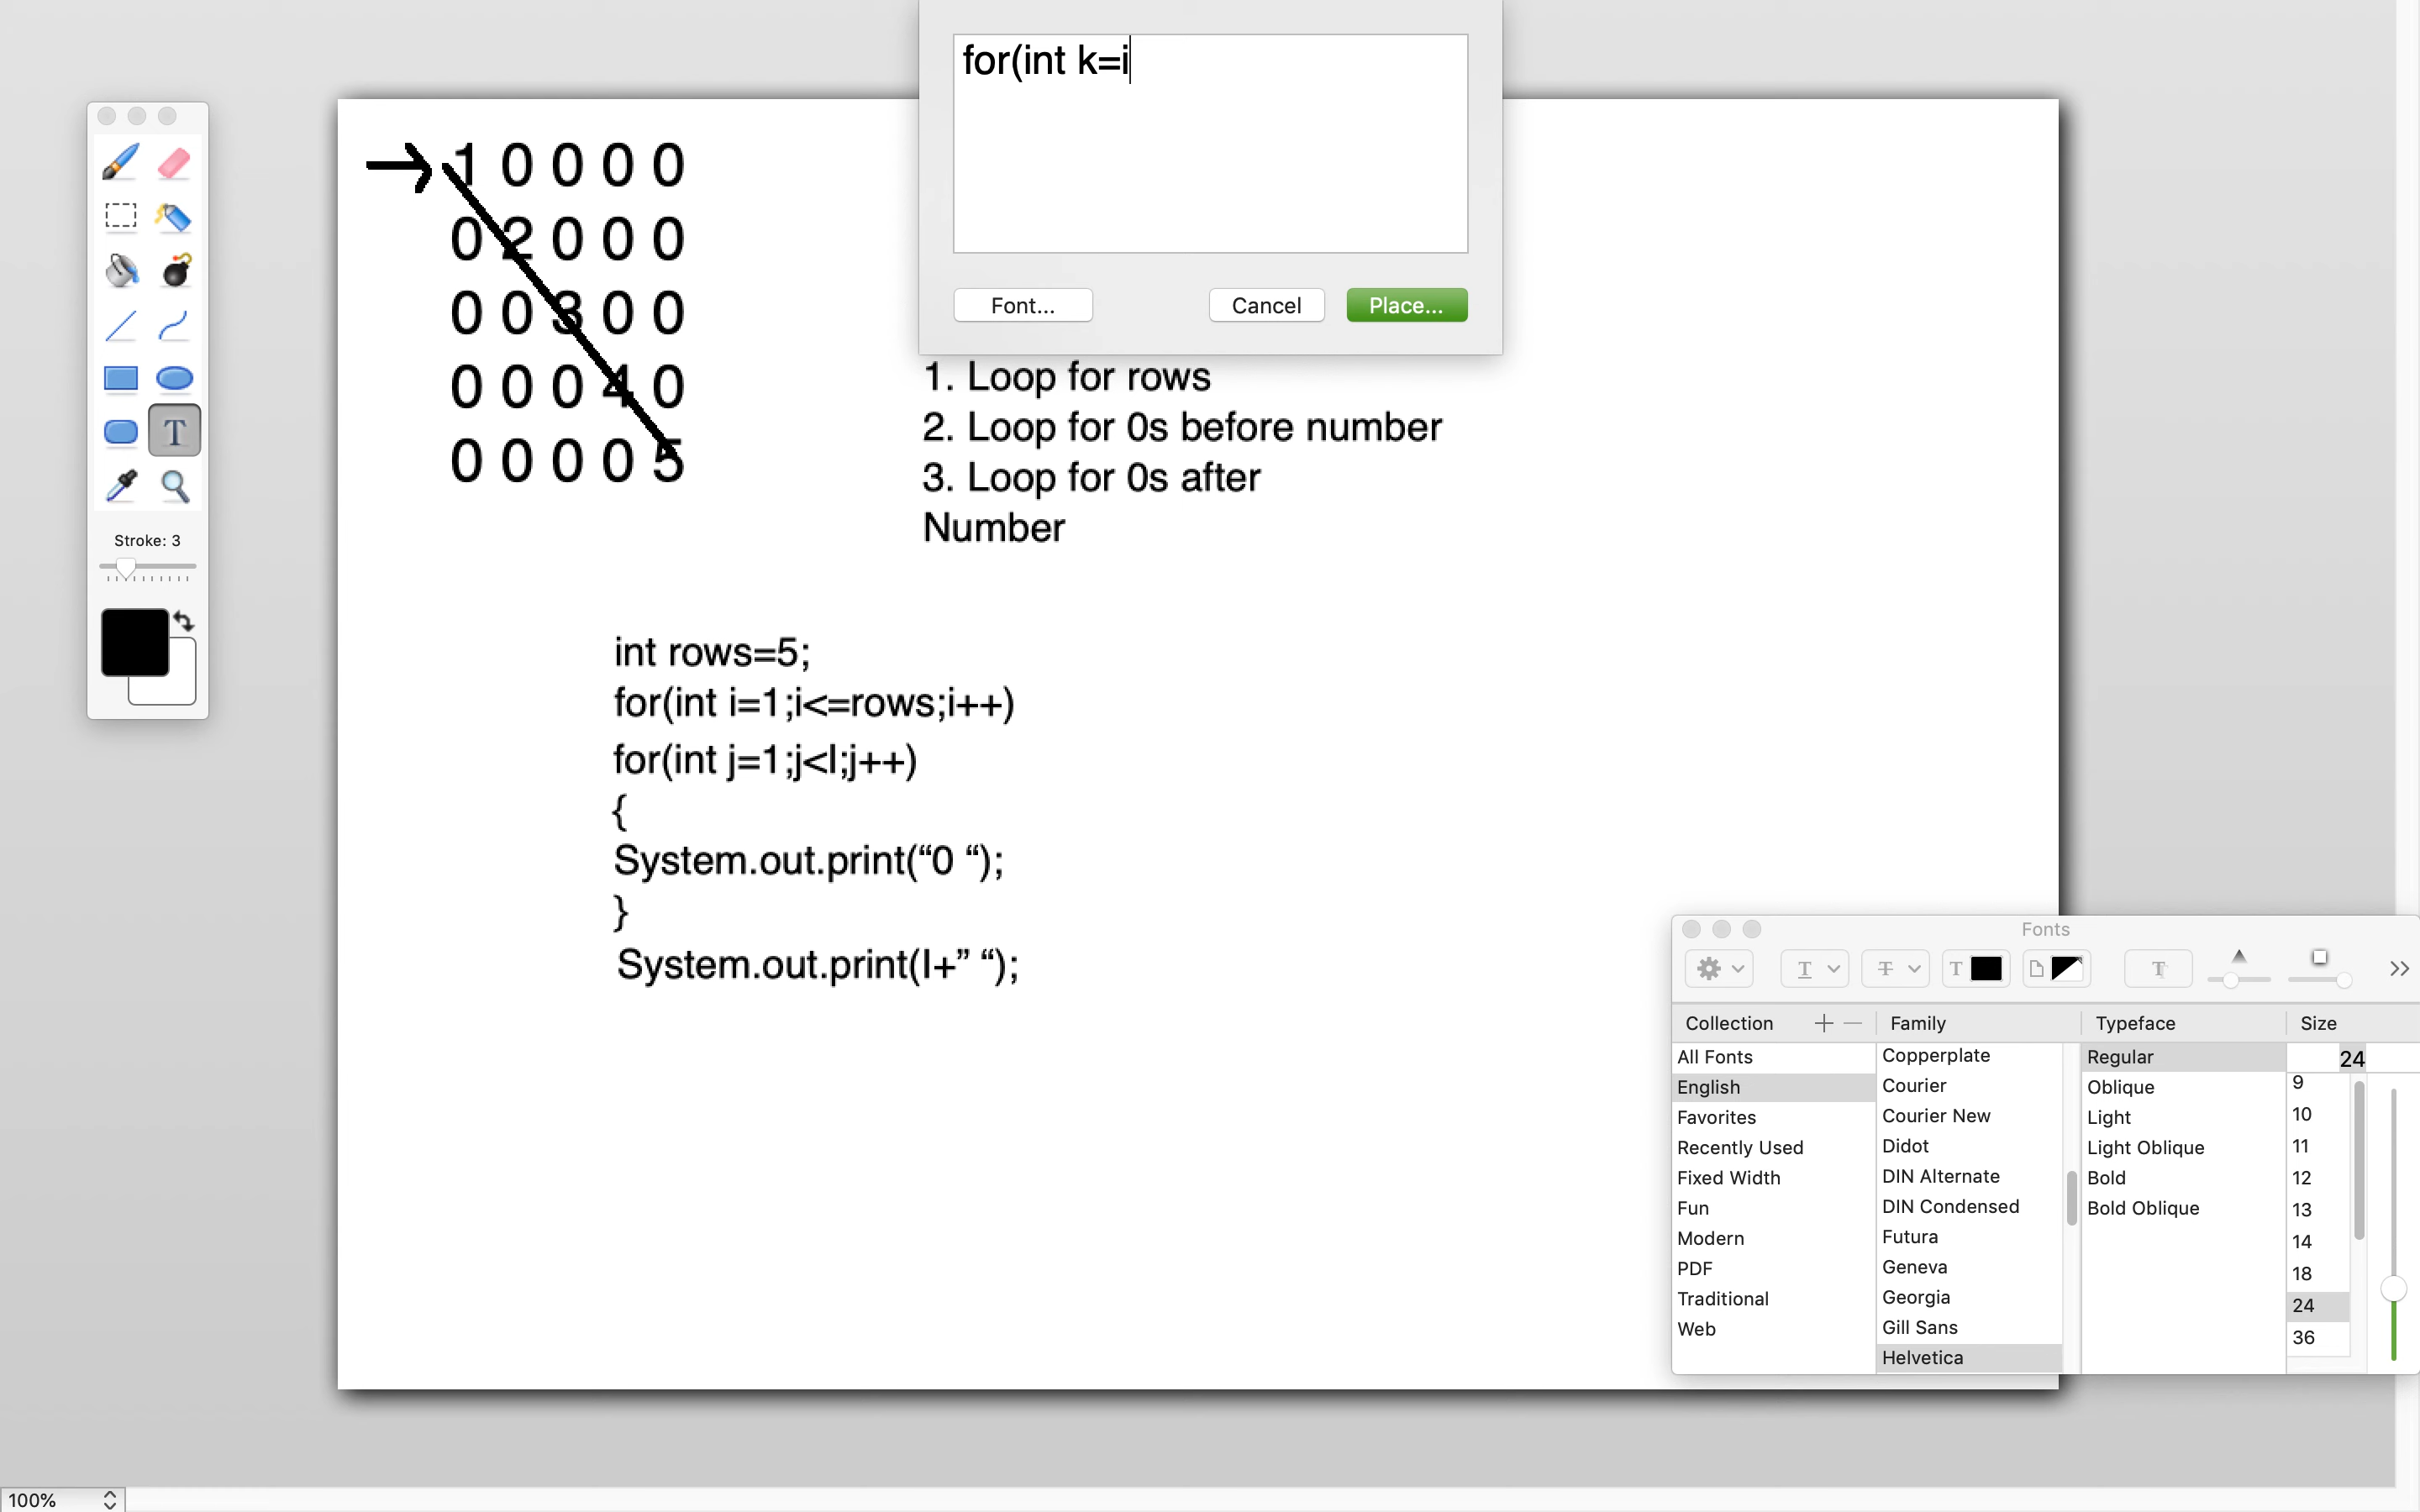 for(int k=i
Font...
Cancel
Place...
1 0 0 0 0
0 2 0 0 0
0 0 3 0 0
0 0 0 4 0
0 0 0 0 5
1. Loop for rows
2. Loop for 0s before number
3. Loop for 0s after
Number
T
Stroke: 3
int rows=5;
for(int i=1;i<=rows;i++)
for(int j=1;j<I;j++)
{
System.out.print(“0 “);
}
System.out.print(I+” “);
Fonts
T
T
T
T
Collection
Family
Typeface
Size
All Fonts
English
Favorites
Recently Used
Fixed Width
Fun
Modern
PDF
Traditional
Web
Copperplate
Courier
Courier New
Didot
DIN Alternate
DIN Condensed
Futura
Geneva
Georgia
Gill Sans
Helvetica
Regular
Oblique
Light
Light Oblique
Bold
Bold Oblique
24
9
10
11
12
13
14
18
24
36
100%